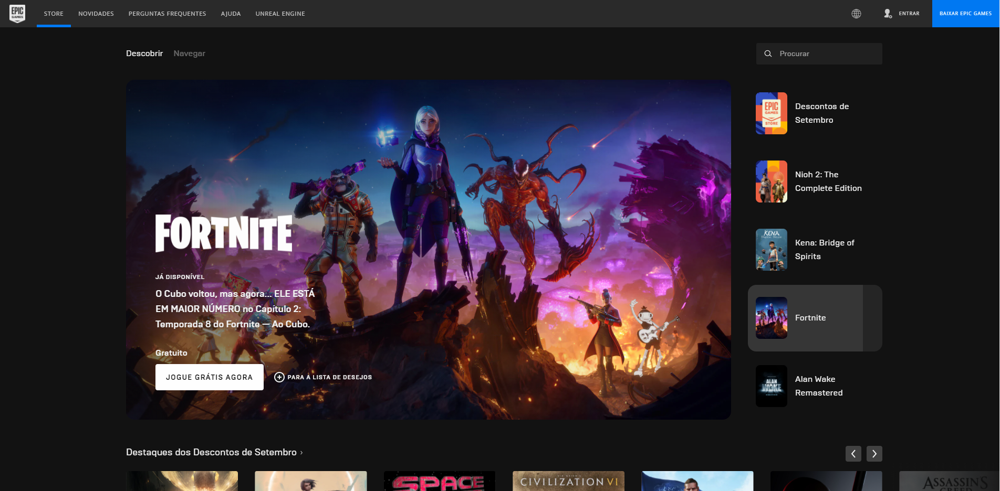 EPIC
GAMES
STORE
NOVIDADES
PERGUNTAS FREQUENTES
AJUDA
UNREAL ENGINE
ENTRAR
BAIXAR EPIC GAMES
Descobrir
Navegar
Procurar
FORTNITE
JÁ DISPONÍVEL
O Cubo voltou, mas agora... ELE ESTÁ
EM MAIOR NÚMERO no Capítulo 2:
Temporada 8 do Fortnite — Ao Cubo.
Gratuito
JOGUE GRÁTIS AGORA
PARA A LISTA DE DESEJOS
EPIC
GAMES
STORE
Descontos de
Setembro
Nioh 2: The
Complete Edition
KENA
Kena: Bridge of
Spirits
Fortnite
ALAN
WAKE
Alan Wake
Remastered
Destaques dos Descontos de Setembro
SPACE
CIVILIZATION VI
ASSASSIN'S
CREED